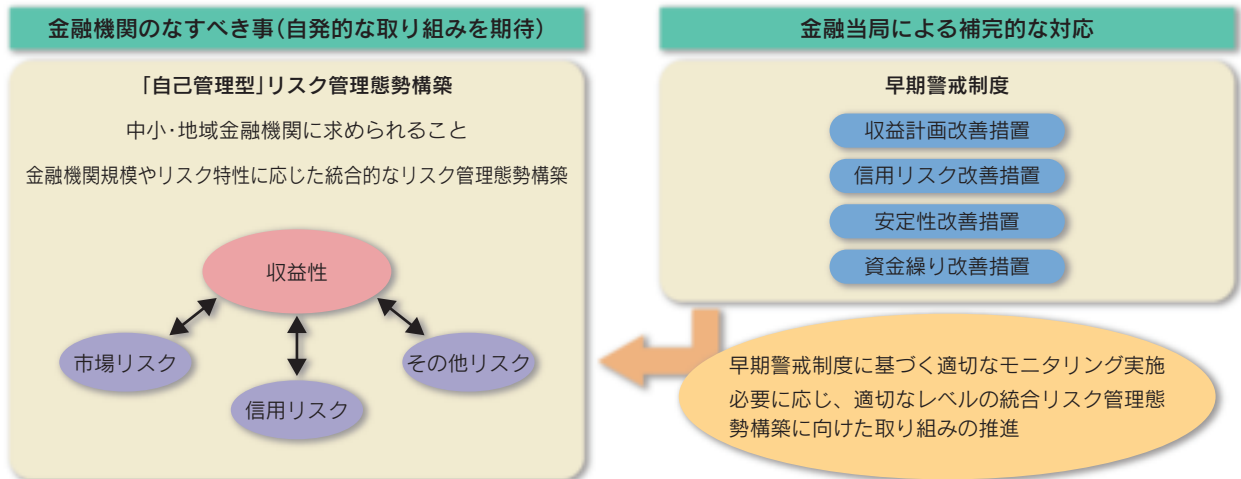 金融機関のなすべき事(自発的な取り組みを期待)
「自己管理型」リスク管理態勢構築
中小・地域金融機関に求められること
金融機関規模やリスク特性に応じた統合的なリスク管理態勢構築
収益性
市場リスク
信用リスク
その他リスク
金融当局による補完的な対応
早期警戒制度
収益計画改善措置
信用リスク改善措置
安定性改善措置
資金繰り改善措置
早期警戒制度に基づく適切なモニタリング実施
必要に応じ、適切なレベルの統合リスク管理態
勢構築に向けた取り組みの推進